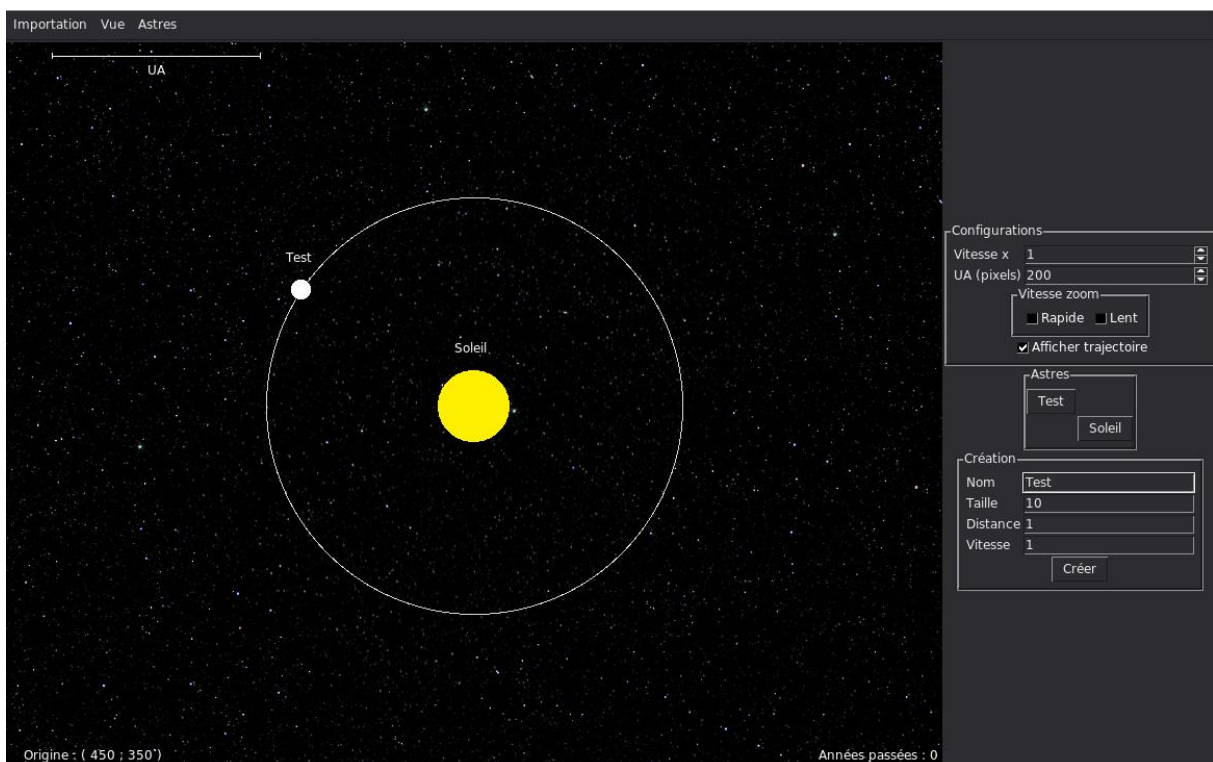 Importation Vue Astres
UA
Test
Soleil
Origine : ( 450 ; 350 )
Années passées : 0
Configurations
Vitesse x 1
UA (pixels) 200
Vitesse zoom
Rapide Lent
Afficher trajectoire
Astres
Test
Soleil
Création
Nom Test
Taille 10
Distance 1
Vitesse 1
Créer